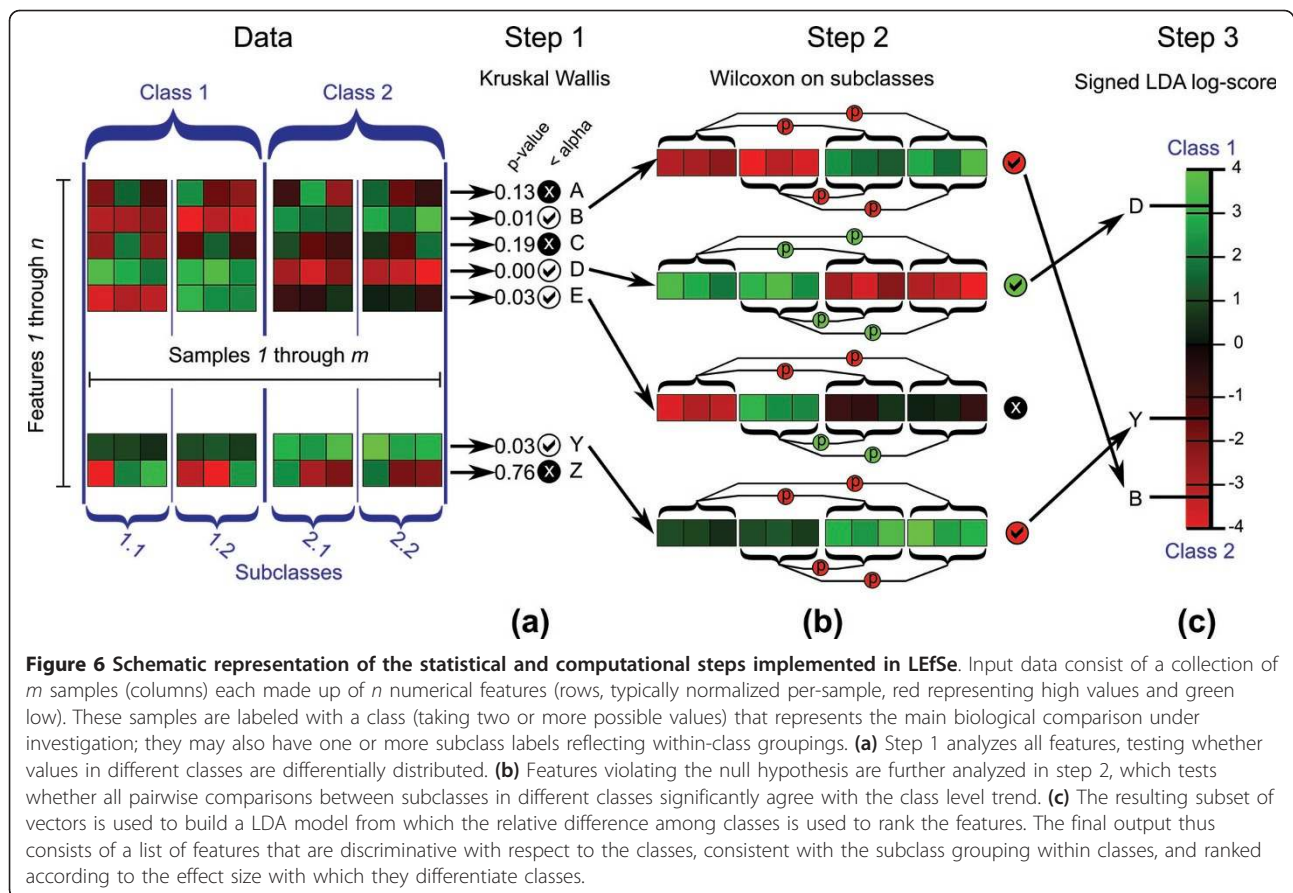 Data
Step 1
Step 2
Step 3
Kruskal Wallis
Wilcoxon on subclasses
Signed LDA log-score
Class 1
Class 2
p-value
< alpha
Features 1 through n
0.13 X A
0.01 B
0.19 X C
0.00 D
0.03 E
Samples 1 through m
0.03 Y
0.76 X Z
1.1
1.2
2.1
2.2
Subclasses
p
p
p
p
p
p
p
p
p
p
X
p
p
p
p
p
p
Class 1
4
D
3
2
1
0
-1
Y
-2
-3
B
-4
Class 2
(a)
(b)
(c)
Figure 6 Schematic representation of the statistical and computational steps implemented in LEfSe. Input data consist of a collection of
m samples (columns) each made up of n numerical features (rows, typically normalized per-sample, red representing high values and green
low). These samples are labeled with a class (taking two or more possible values) that represents the main biological comparison under
investigation; they may also have one or more subclass labels reflecting within-class groupings. (a) Step 1 analyzes all features, testing whether
values in different classes are differentially distributed. (b) Features violating the null hypothesis are further analyzed in step 2, which tests
whether all pairwise comparisons between subclasses in different classes significantly agree with the class level trend. (c) The resulting subset of
vectors is used to build a LDA model from which the relative difference among classes is used to rank the features. The final output thus
consists of a list of features that are discriminative with respect to the classes, consistent with the subclass grouping within classes, and ranked
according to the effect size with which they differentiate classes.